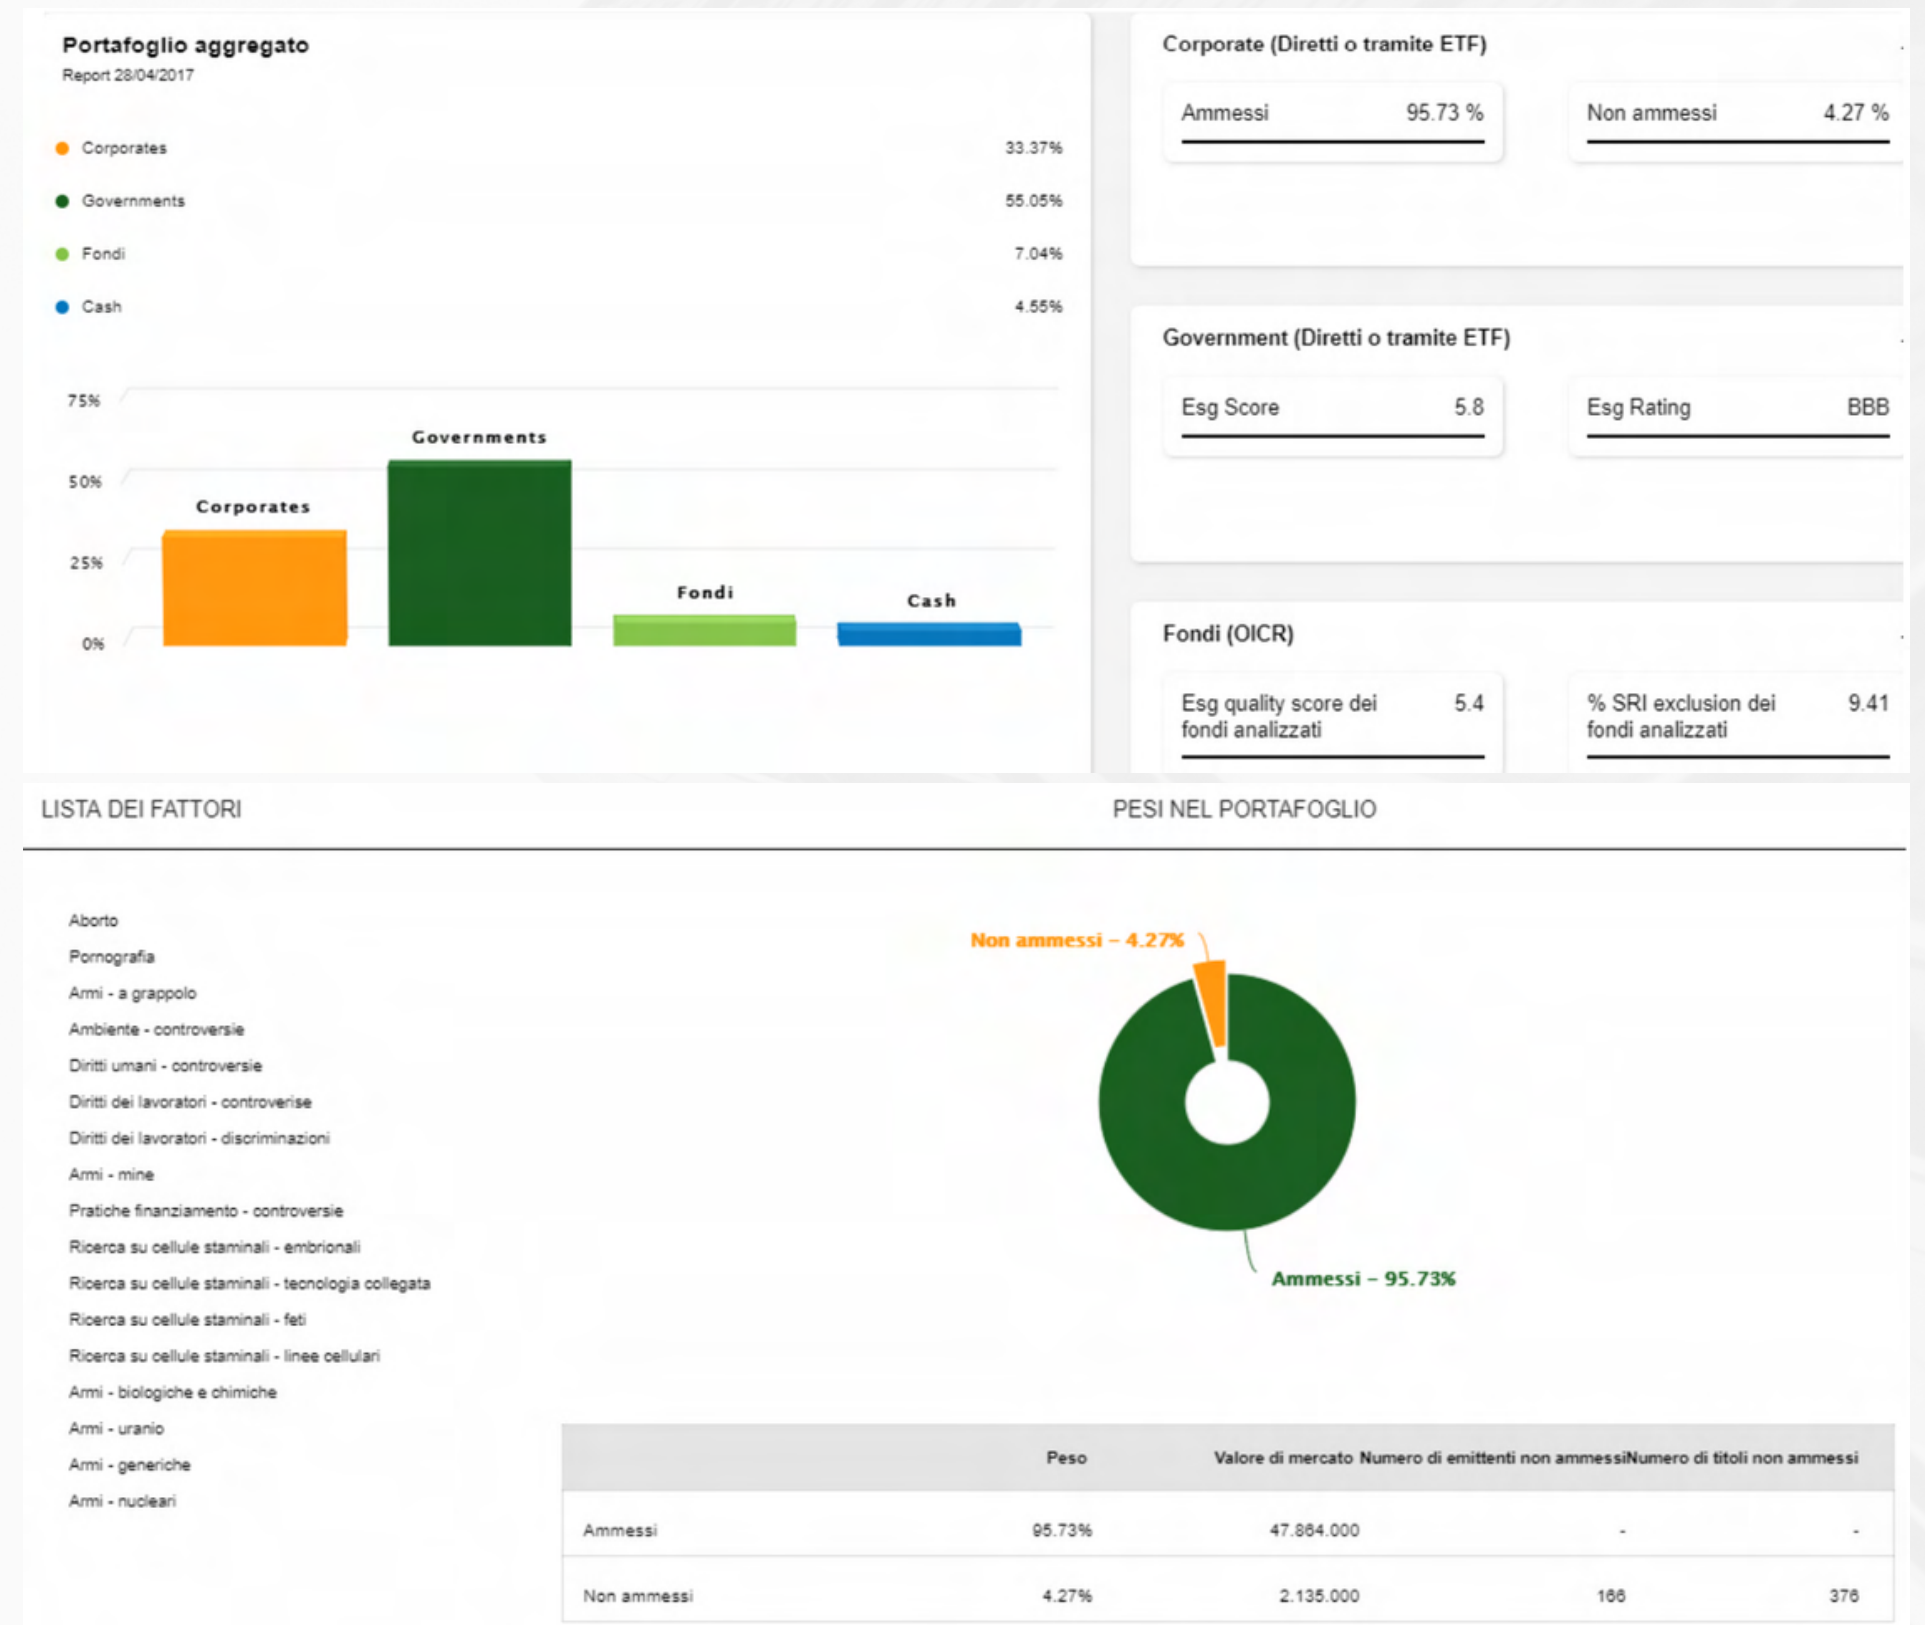 Portafoglio aggregato
Report 28/04/2017
Corporates 33.37%
Governments 55.05%
Fondi 7.04%
Cash 4.55%
75%
50%
25%
0%
Corporates
Governments
Fondi
Cash
Corporate (Diretti o tramite ETF)
Ammessi 95.73 %
Non ammessi 4.27 %
Government (Diretti o tramite ETF)
Esg Score 5.8
Esg Rating BBB
Fondi (OICR)
Esg quality score dei 5.4
fondi analizzati
% SRI exclusion dei 9.41
fondi analizzati
LISTA DEI FATTORI
PESI NEL PORTAFOGLIO
Aborto
Pornografia
Armi - a grappolo
Ambiente - controversie
Diritti umani - controversie
Diritti dei lavoratori - controverise
Diritti dei lavoratori - discriminazioni
Armi - mine
Pratiche finanziamento - controversie
Ricerca su cellule staminali - embrionali
Ricerca su cellule staminali - tecnologia collegata
Ricerca su cellule staminali - feti
Ricerca su cellule staminali - linee cellulari
Armi - biologiche e chimiche
Armi - uranio
Armi - generiche
Armi - nucleari
Non ammessi – 4.27%
Ammessi – 95.73%
Peso Valore di mercato Numero di emittenti non ammessi Numero di titoli non ammessi
Ammessi 95.73% 47.864.000 - -
Non ammessi 4.27% 2.135.000 166 376